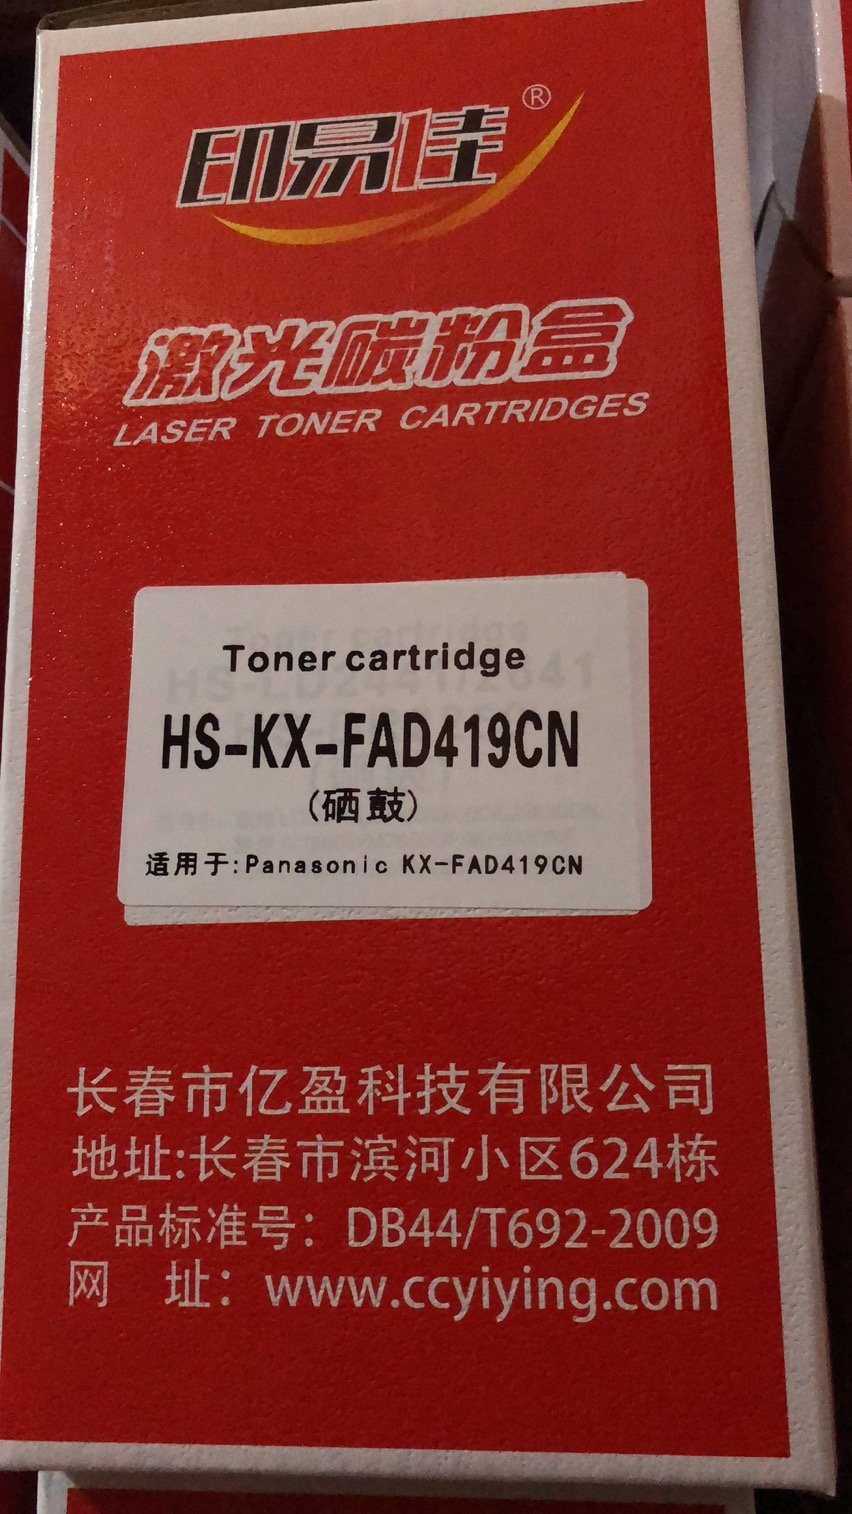 印易佳®
激光碳粉盒
LASER TONER CARTRIDGES
Toner cartridge
HS-KX-FAD419CN
(硒鼓)
适用于:Panasonic KX-FAD419CN
长春市亿盈科技有限公司
地址:长春市滨河小区624栋
产品标准号：DB44/T692-2009
网 址：www.ccyiying.com